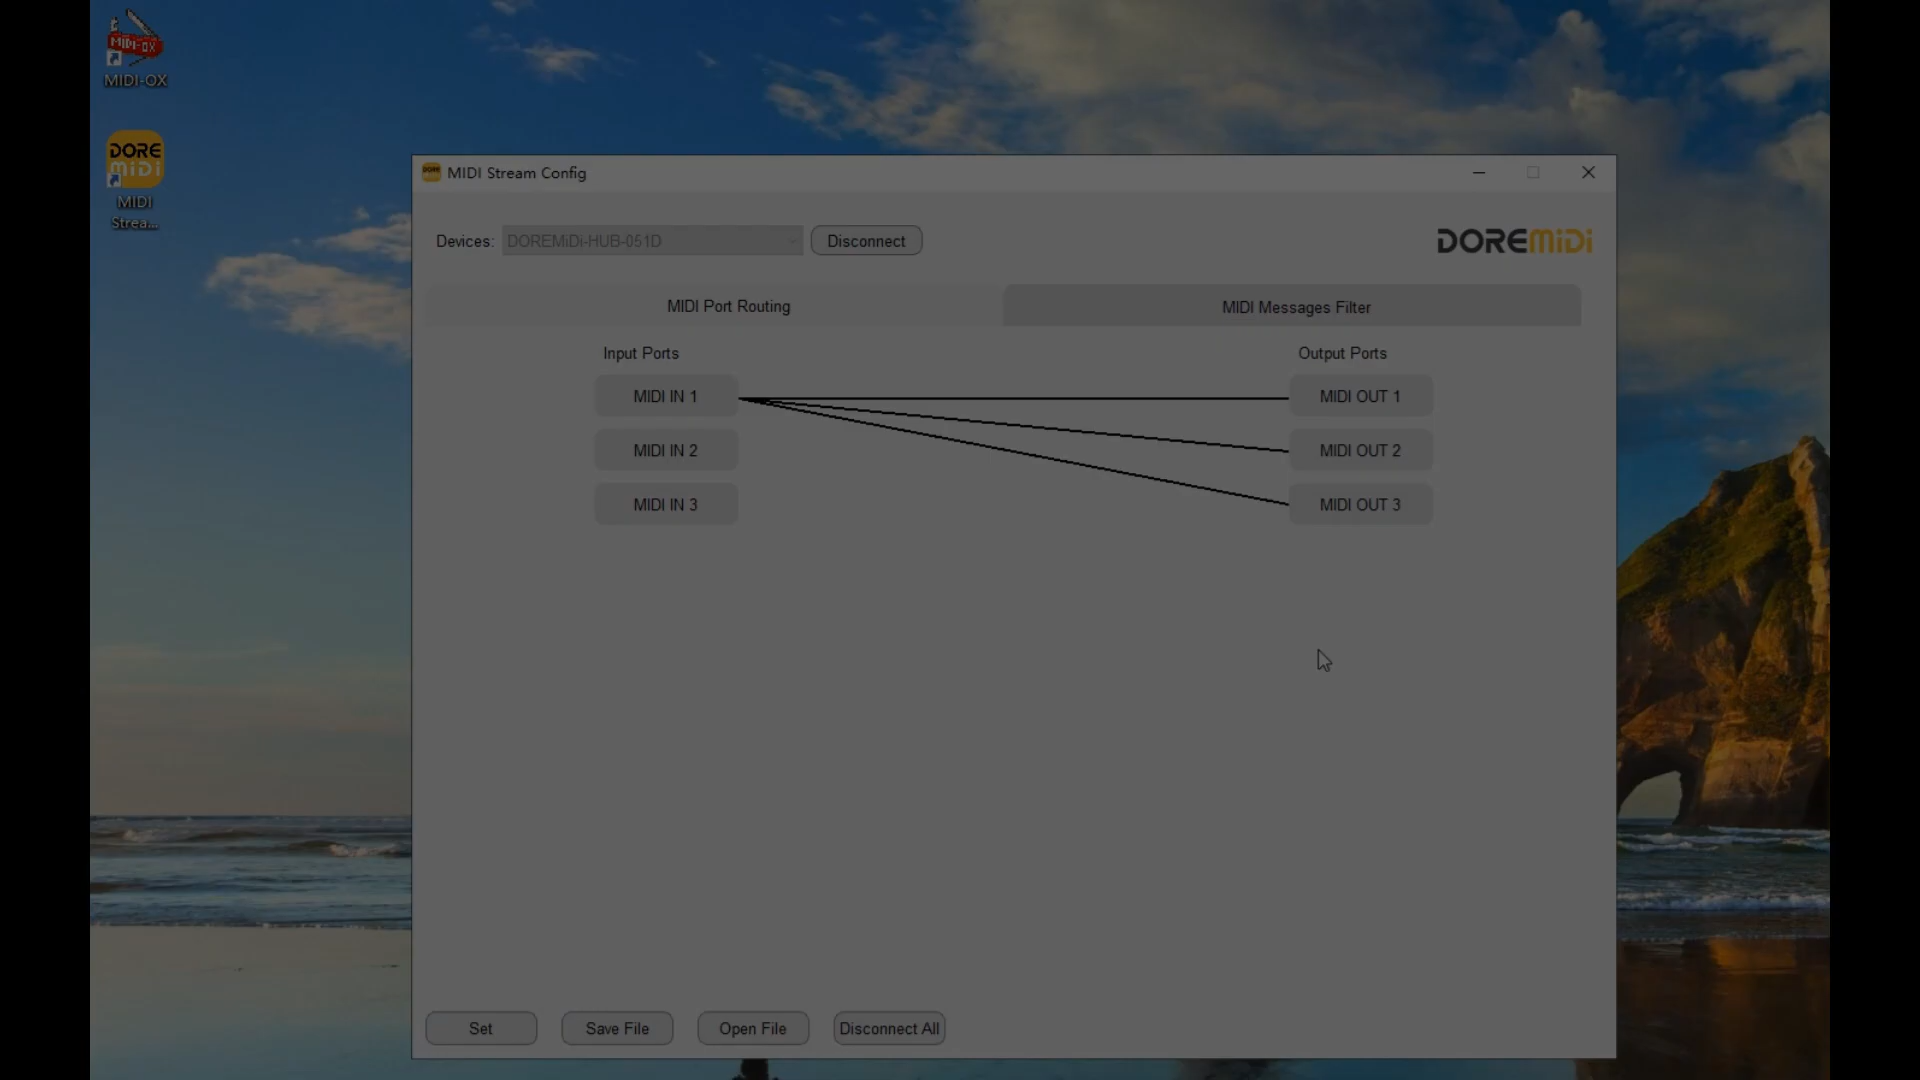 MIDI-OX
MIDI-OX
DORE
MiDi
MIDI
Strea...
MIDI Stream Config
Devices: DOREMiDi-HUB-051D Disconnect
DOREMiDi
MIDI Port Routing MIDI Messages Filter
Input Ports Output Ports
MIDI IN 1 MIDI OUT 1
MIDI IN 2 MIDI OUT 2
MIDI IN 3 MIDI OUT 3
Set Save File Open File Disconnect All